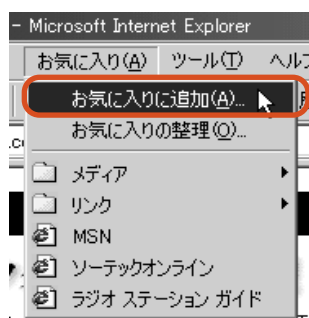 - Microsoft Internet Explorer
お気に入り(A) ツール(T) ヘル
お気に入りに追加(A)...
お気に入りの整理(O)...
.c
メディア
リンク
MSN
ソーテックオンライン
ラジオ ステーション ガイド